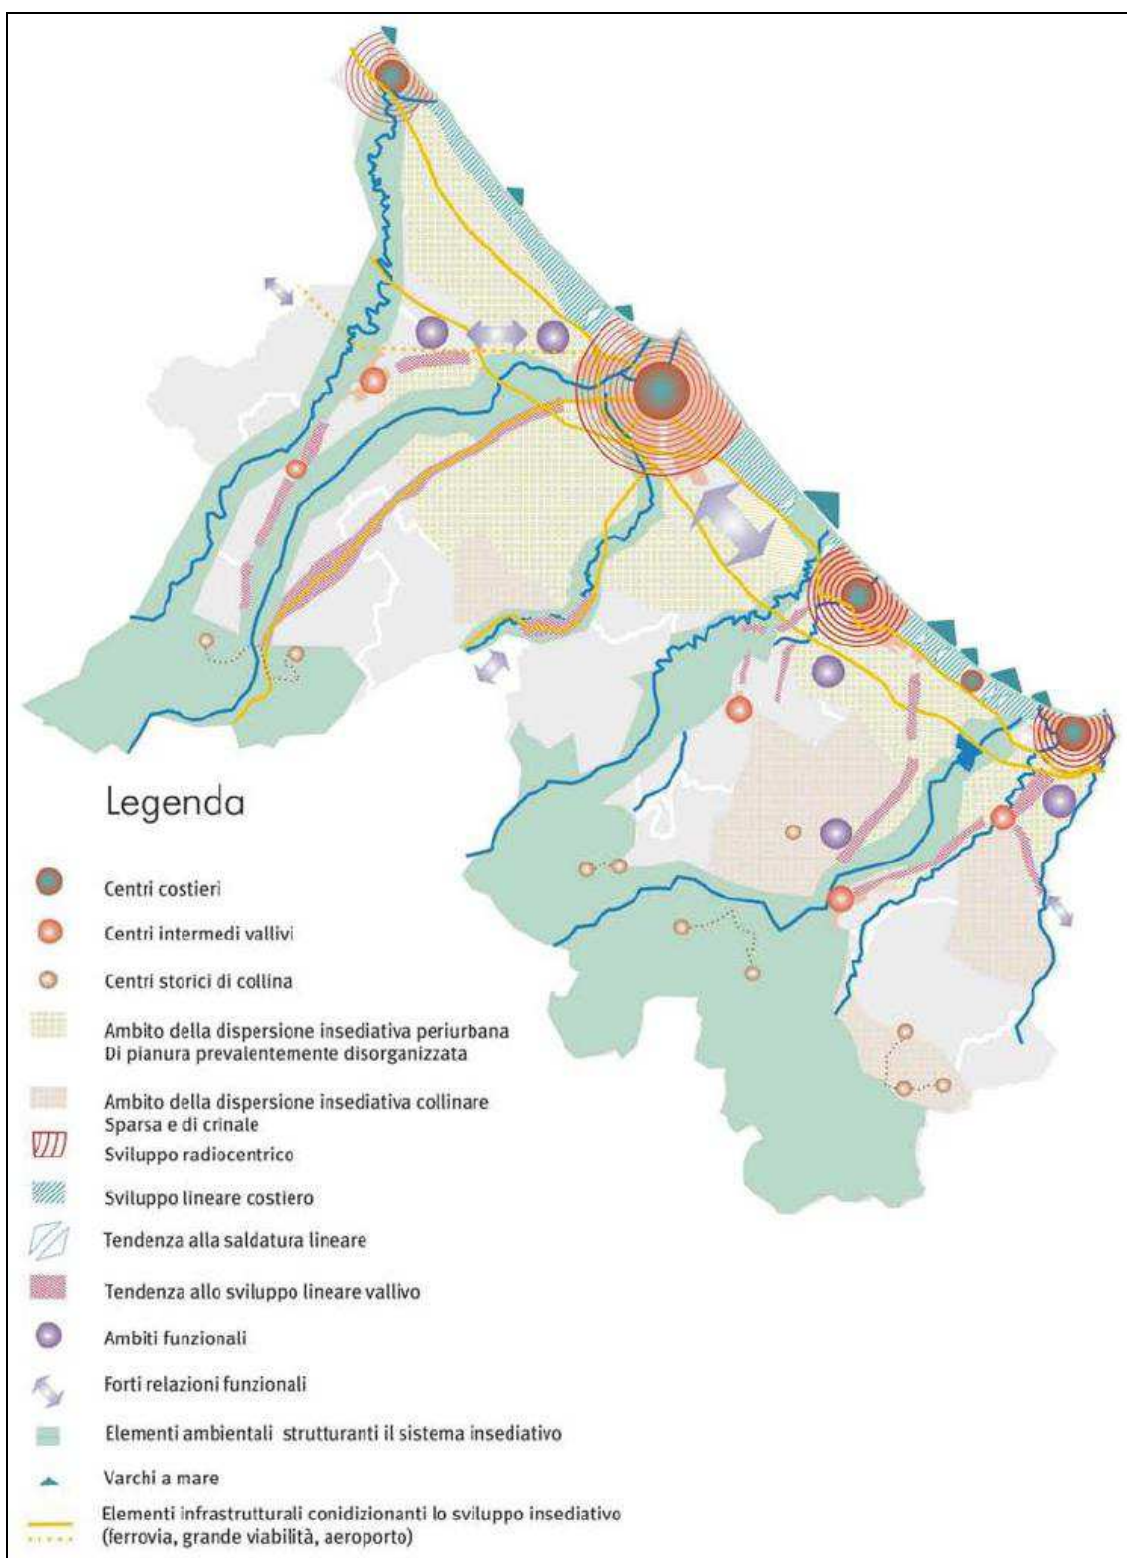 Legenda
Centri costieri
Centri intermedi vallivi
Centri storici di collina
Ambito della dispersione insediativa periurbana
Di pianura prevalentemente disorganizzata
Ambito della dispersione insediativa collinare
Sparsa e di crinale
Sviluppo radiocentrico
Sviluppo lineare costiero
Tendenza alla saldatura lineare
Tendenza allo sviluppo lineare vallivo
Ambiti funzionali
Forti relazioni funzionali
Elementi ambientali strutturanti il sistema insediativo
Varchi a mare
Elementi infrastrutturali conidizionanti lo sviluppo insediativo
(ferrovia, grande viabilità, aeroporto)